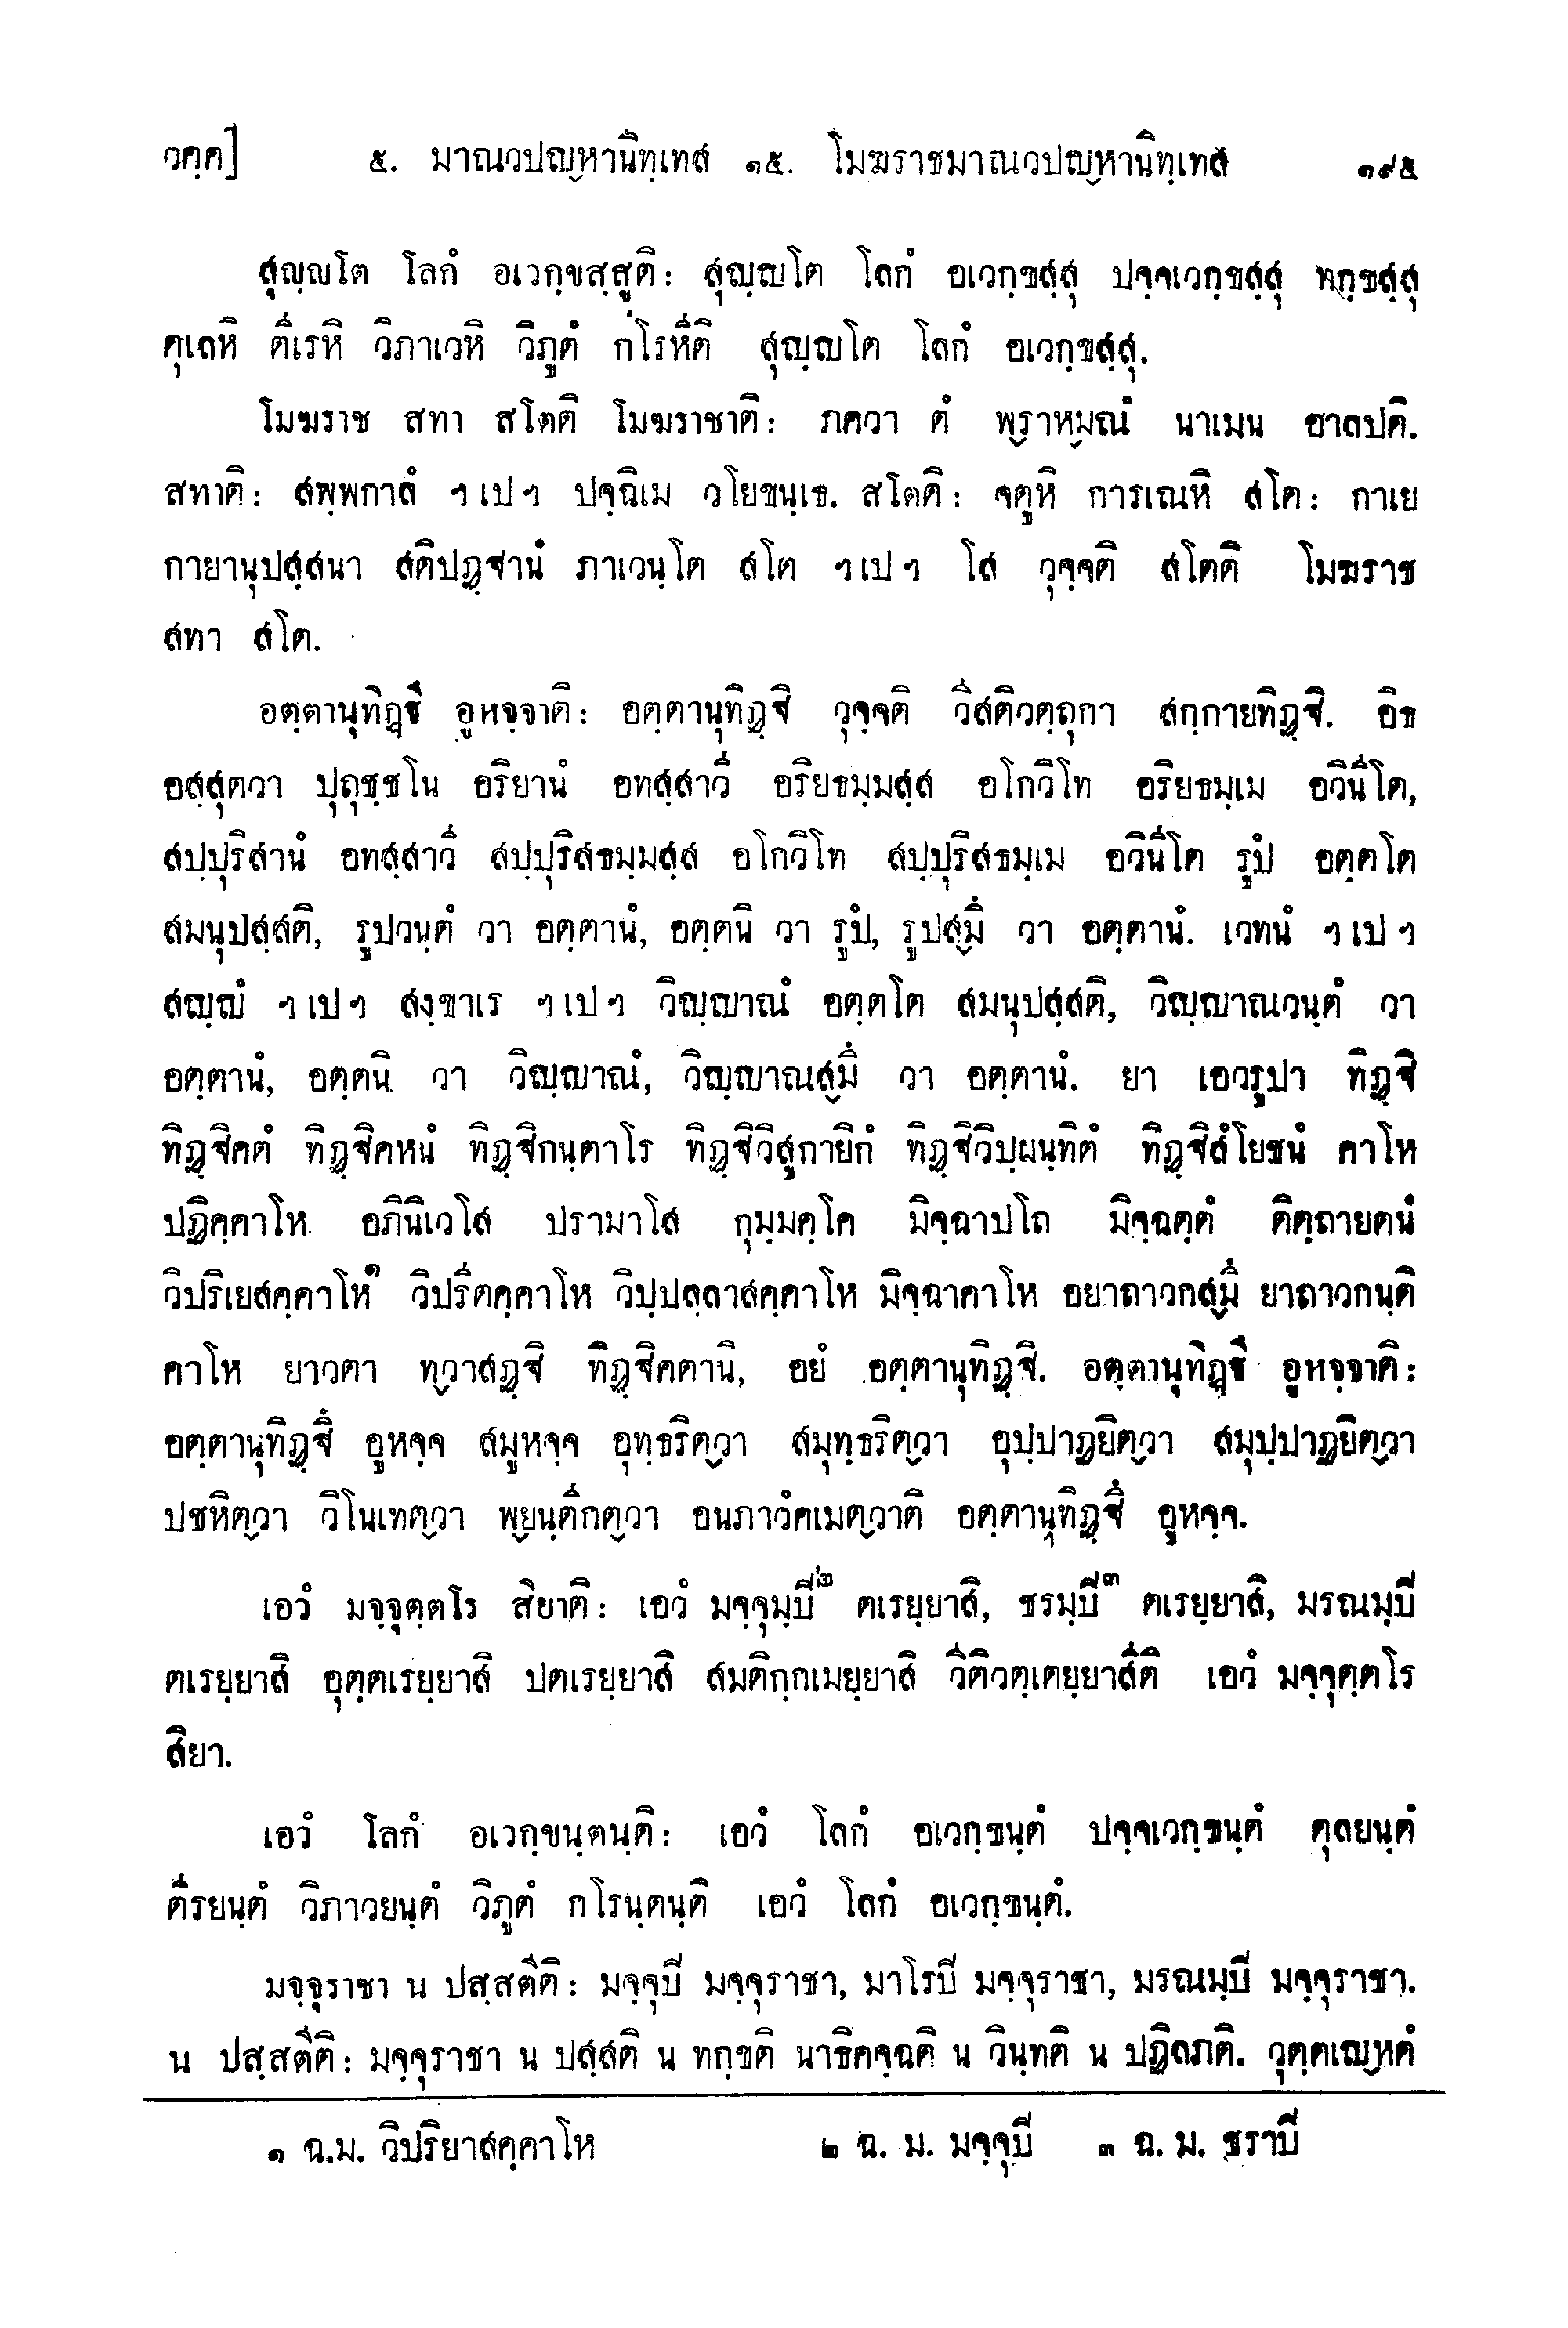 วคฺค]	๕. มาณวปญฺหานิทฺเทส ๑๕. โมฆราชมาณวปญฺหานิทฺเทส	๑๙๕
สุญฺญโต โลกํ อเวกฺขสฺสูติ: สุญฺญโต โลกํ อเวกฺขสฺสุ ปจฺจเวกฺขสฺสุ ทกฺขสฺสุ
ตุเลหิ ตีเรหิ วิภาเวหิ วิภูตํ กโรหีติ สุญฺญโต โลกํ อเวกฺขสฺสุ.
โมฆราช สทา สโตติ โมฆราชาติ: ภควา ตํ พฺราหฺมณํ นาเมน อาลปติ.
สทาติ: สพฺพกาลํ ฯเปฯ ปจฺฉิเม วโยขนฺเธ. สโตติ: จตูหิ การเณหิ สโต: กาเย
กายานุปสฺสนา สติปฏฺฐานํ ภาเวนฺโต สโต ฯเปฯ โส วุจฺจติ สโตติ โมฆราช
สทา สโต.
อตฺตานุทิฏฺฐึ อูหจฺจาติ: อตฺตานุทิฏฺฐิ วุจฺจติ วีสติวตฺถุกา สกฺกายทิฏฺฐิ. อิธ
อสฺสุตวา ปุถุชฺชโน อริยานํ อทสฺสาวี อริยธมฺมสฺส อโกวิโท อริยธมฺเม อวินีโต,
สปฺปุริสานํ อทสฺสาวี สปฺปุริสธมฺมสฺส อโกวิโท สปฺปุริสธมฺเม อวินีโต รูปํ อตฺตโต
สมนุปสฺสติ, รูปวนฺตํ วา อตฺตานํ, อตฺตนิ วา รูปํ, รูปสฺมึ วา อตฺตานํ. เวทนํ ฯเปฯ
สญฺญํ ฯเปฯ สงฺขาเร ฯเปฯ วิญฺญาณํ อตฺตโต สมนุปสฺสติ, วิญฺญาณวนฺตํ วา
อตฺตานํ, อตฺตนิ วา วิญฺญาณํ, วิญฺญาณสฺมึ วา อตฺตานํ. ยา เอวรูปา ทิฏฺฐิ
ทิฏฺฐิคตํ ทิฏฺฐิคหนํ ทิฏฺฐิกนฺตาโร ทิฏฺฐิวิสูกายิกํ ทิฏฺฐิวิปฺผนฺทิตํ ทิฏฺฐิสํโยชนํ คาโห
ปฏิคฺคาโห อภินิเวโส ปรามาโส กุมฺมคฺโค มิจฺฉาปโถ มิจฺฉตฺตํ ติตฺถายตนํ
วิปริเยสคฺคาโห๑ วิปรีตคฺคาโห วิปฺปลฺลาสคฺคาโห มิจฺฉาคาโห อยาถาวกสฺมึ ยาถาวกนฺติ
คาโห ยาวตา ทฺวาสฏฺฐิ ทิฏฺฐิคตานิ, อยํ อตฺตานุทิฏฺฐิ. อตฺตานุทิฏฺฐึ อูหจฺจาติ:
อตฺตานุทิฏฺฐึ อูหจฺจ สมูหจฺจ อุทฺธริตฺวา สมุทฺธริตฺวา อุปฺปาฏยิตฺวา สมุปฺปาฏยิตฺวา
ปชหิตฺวา วิโนเทตฺวา พฺยนฺตีกตฺวา อนภาวํคเมตฺวาติ อตฺตานุทิฏฺฐึ อูหจฺจ.
เอวํ มจฺจุตฺตโร สิยาติ: เอวํ มจฺจุมฺปี๒ ตเรยฺยาสิ, ชรมฺปี๓ ตเรยฺยาสิ, มรณมฺปี
ตเรยฺยาสิ อุตฺตเรยฺยาสิ ปตเรยฺยาสิ สมติกฺกเมยฺยาสิ วีติวตฺเตยฺยาสีติ เอวํ มจฺจุตฺตโร
สิยา.
เอวํ โลกํ อเวกฺขนฺตนฺติ: เอวํ โลกํ อเวกฺขนฺตํ ปจฺจเวกฺขนฺตํ ตุลยนฺตํ
ตีรยนฺตํ วิภาวยนฺตํ วิภูตํ กโรนฺตนฺติ เอวํ โลกํ อเวกฺขนฺตํ.
มจฺจุราชา น ปสฺสตีติ: มจฺจุปี มจฺจุราชา, มาโรปี มจฺจุราชา, มรณมฺปี มจฺจุราชา.
น ปสฺสตีติ: มจฺจุราชา น ปสฺสติ น ทกฺขติ นาธิคจฺฉติ น วินฺทติ น ปฏิลภติ. วุตฺตเญฺหตํ
๑ ฉ.ม. วิปริยาสคฺคาโห	๒ ฉ. ม. มจฺจุปี	๓ ฉ. ม. ชราปี